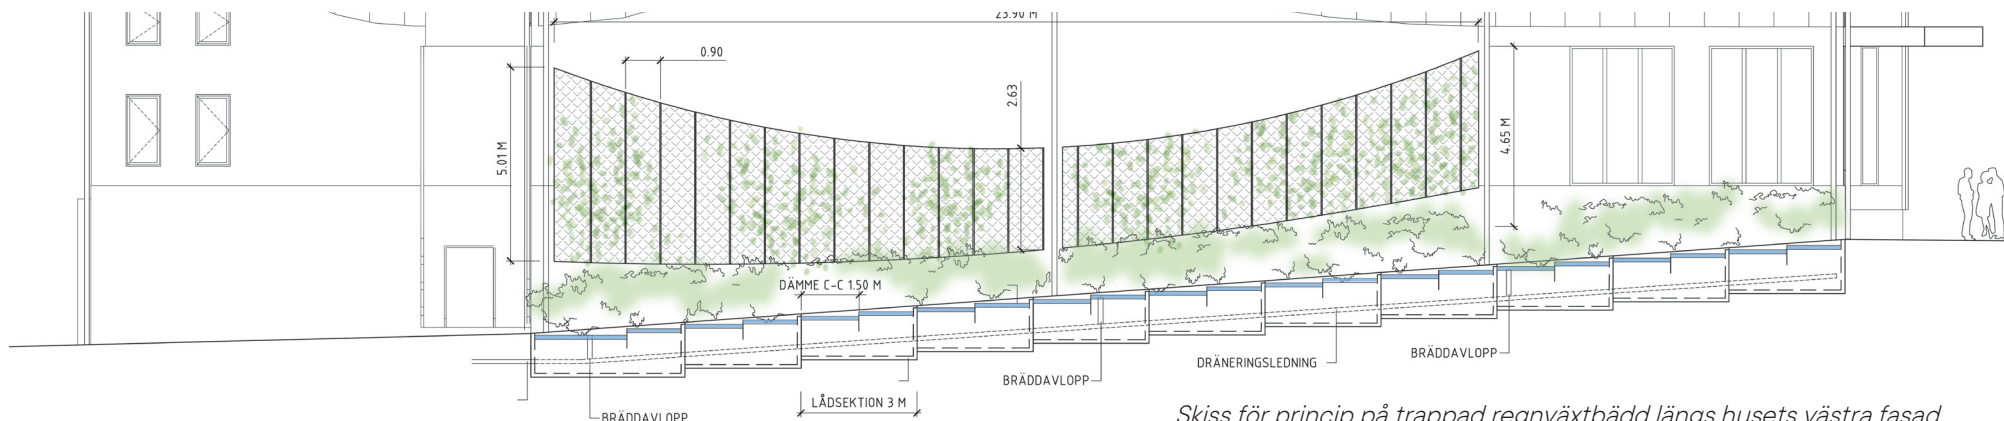 23.90 M
0.90
2.63
5.01 M
4.65 M
DÄMME C-C 1.50 M
DRÄNERINGSLEDNING
BRÄDDAVLOPP
BRÄDDAVLOPP
LÅDSEKTION 3 M
BRÄDDAVLOPP
Skiss för princip på trappad regnväxtbädd längs husets västra fasad